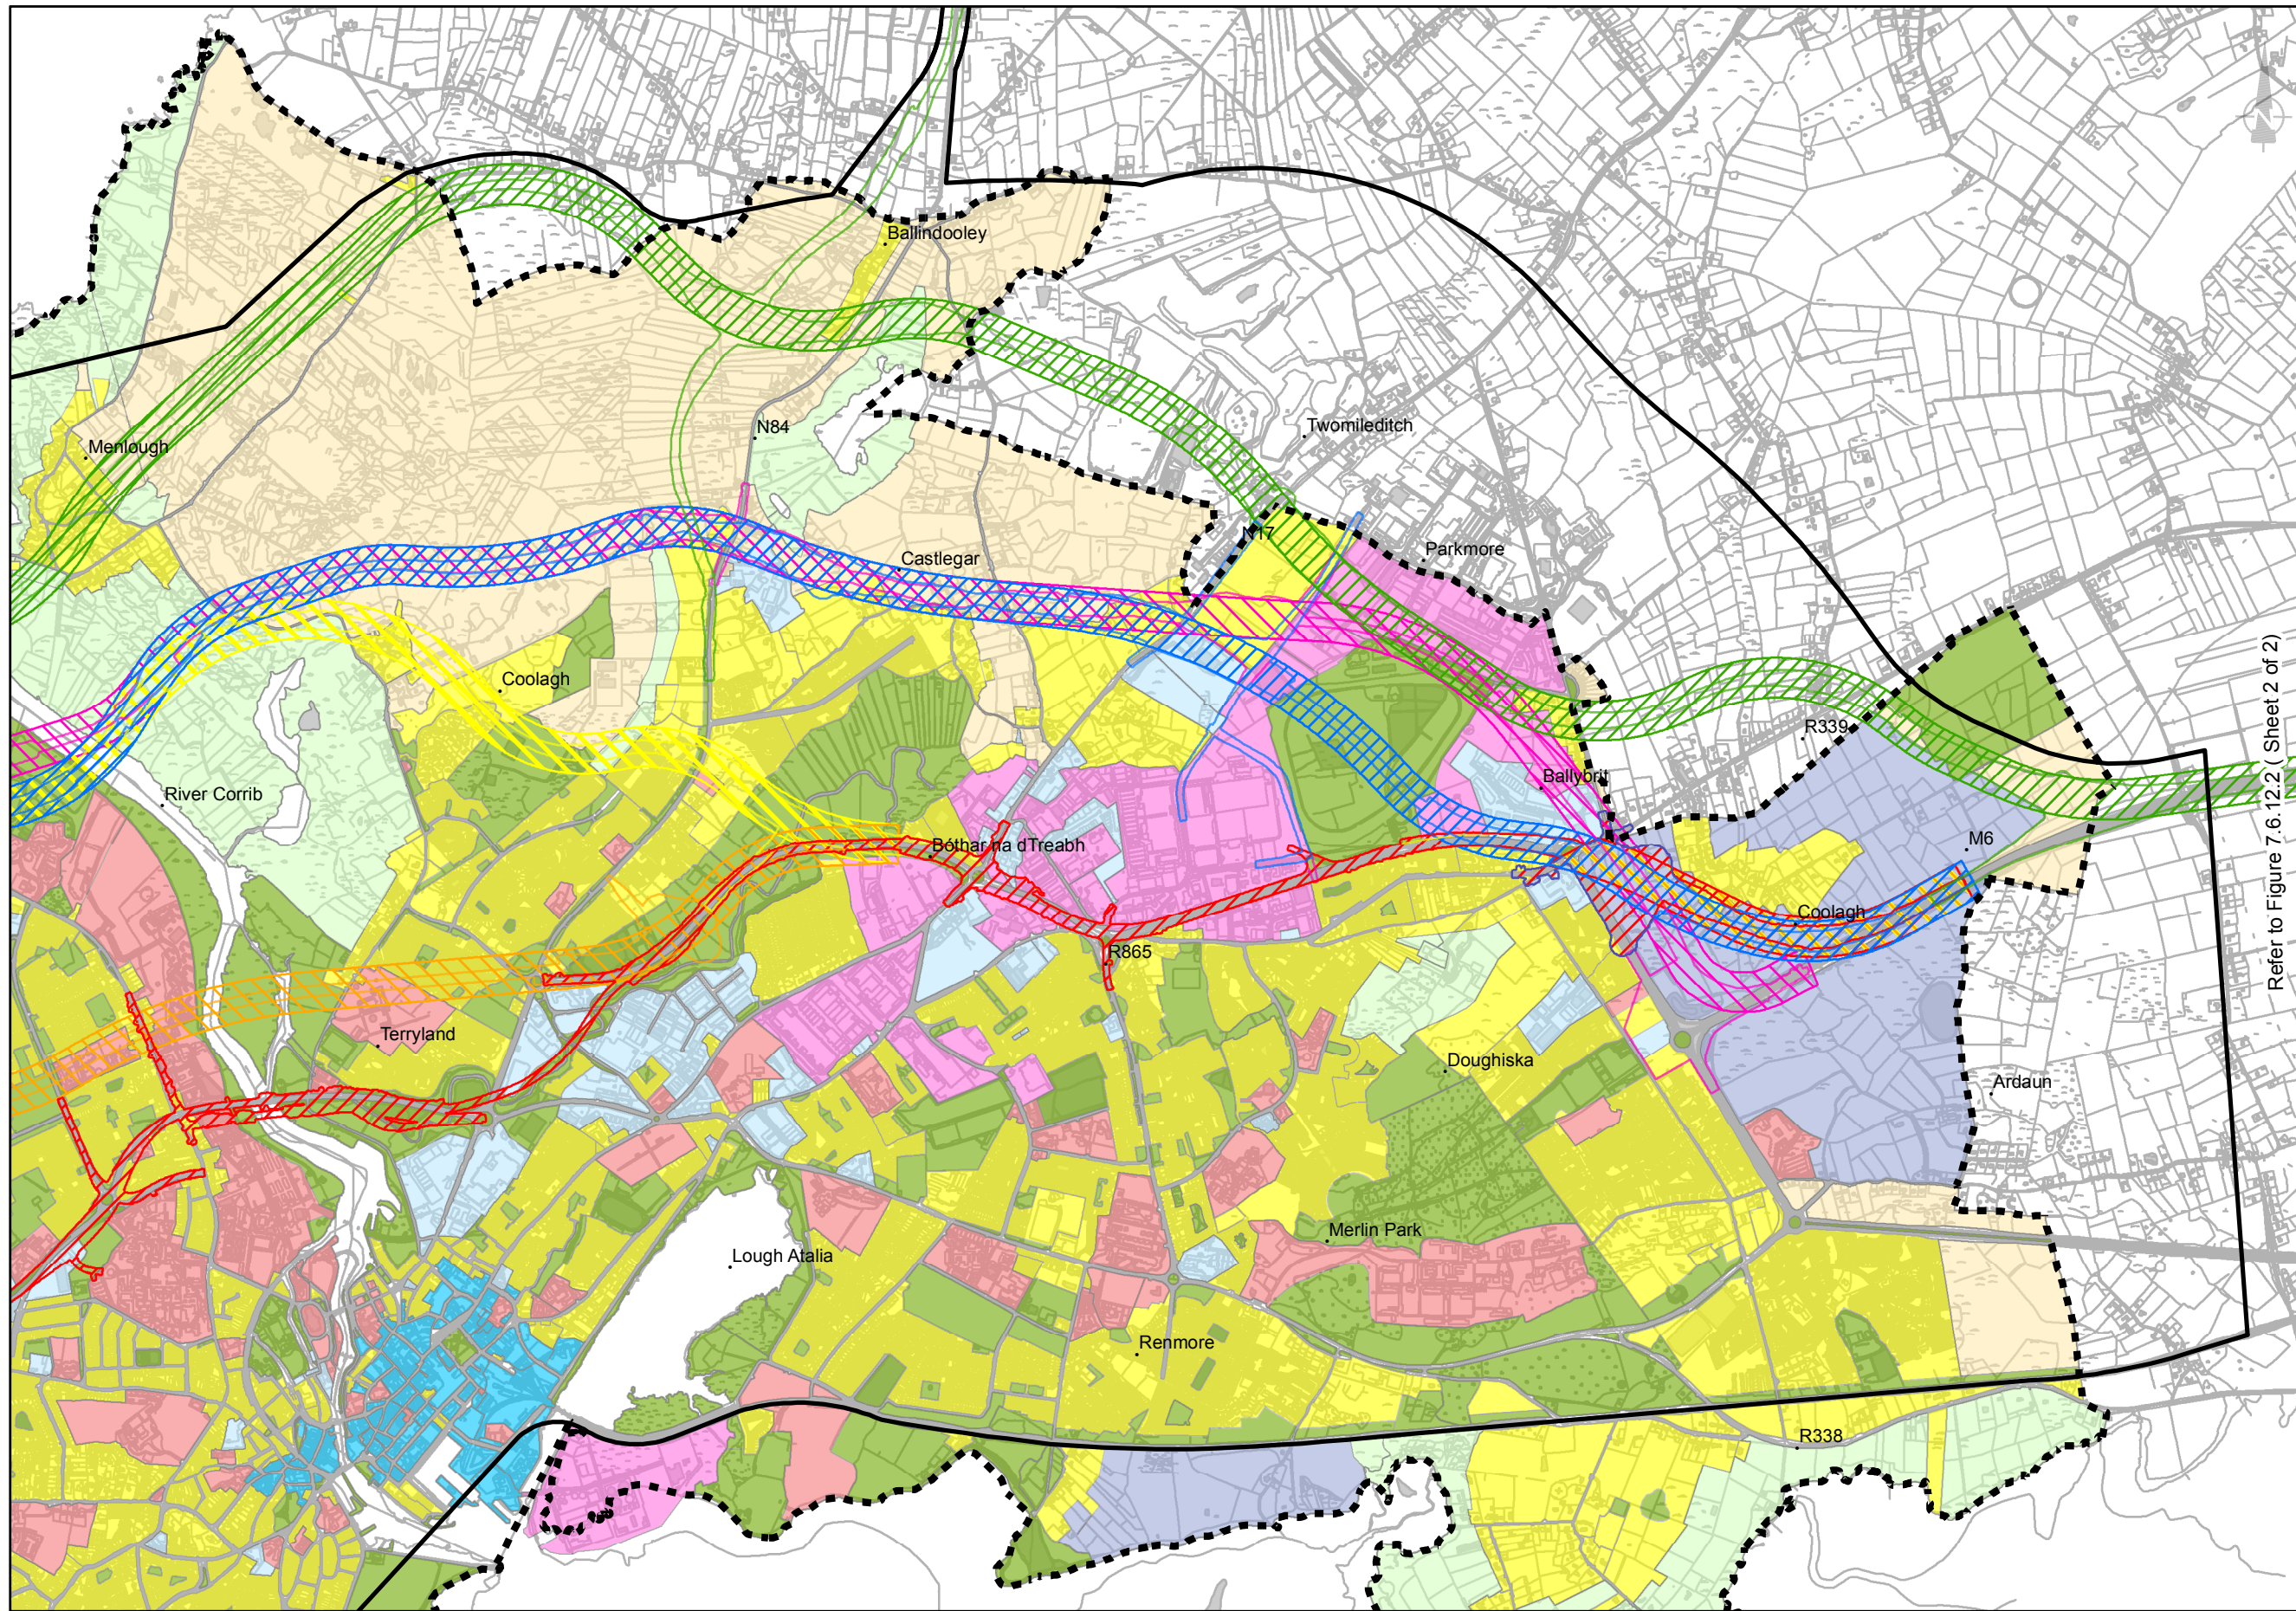 N
Ballindooley
N84
Twomileditch
Menlough
N17
Parkmore
Castlegar
Coolagh
R339
Ballybrit
River Corrib
M6
Bóthar na dTreabh
Coolagh
R865
Terryland
Doughiska
Ardaun
Merlin Park
Lough Atalia
Renmore
R338
Refer to Figure 7.6.12.2 ( Sheet 2 of 2)